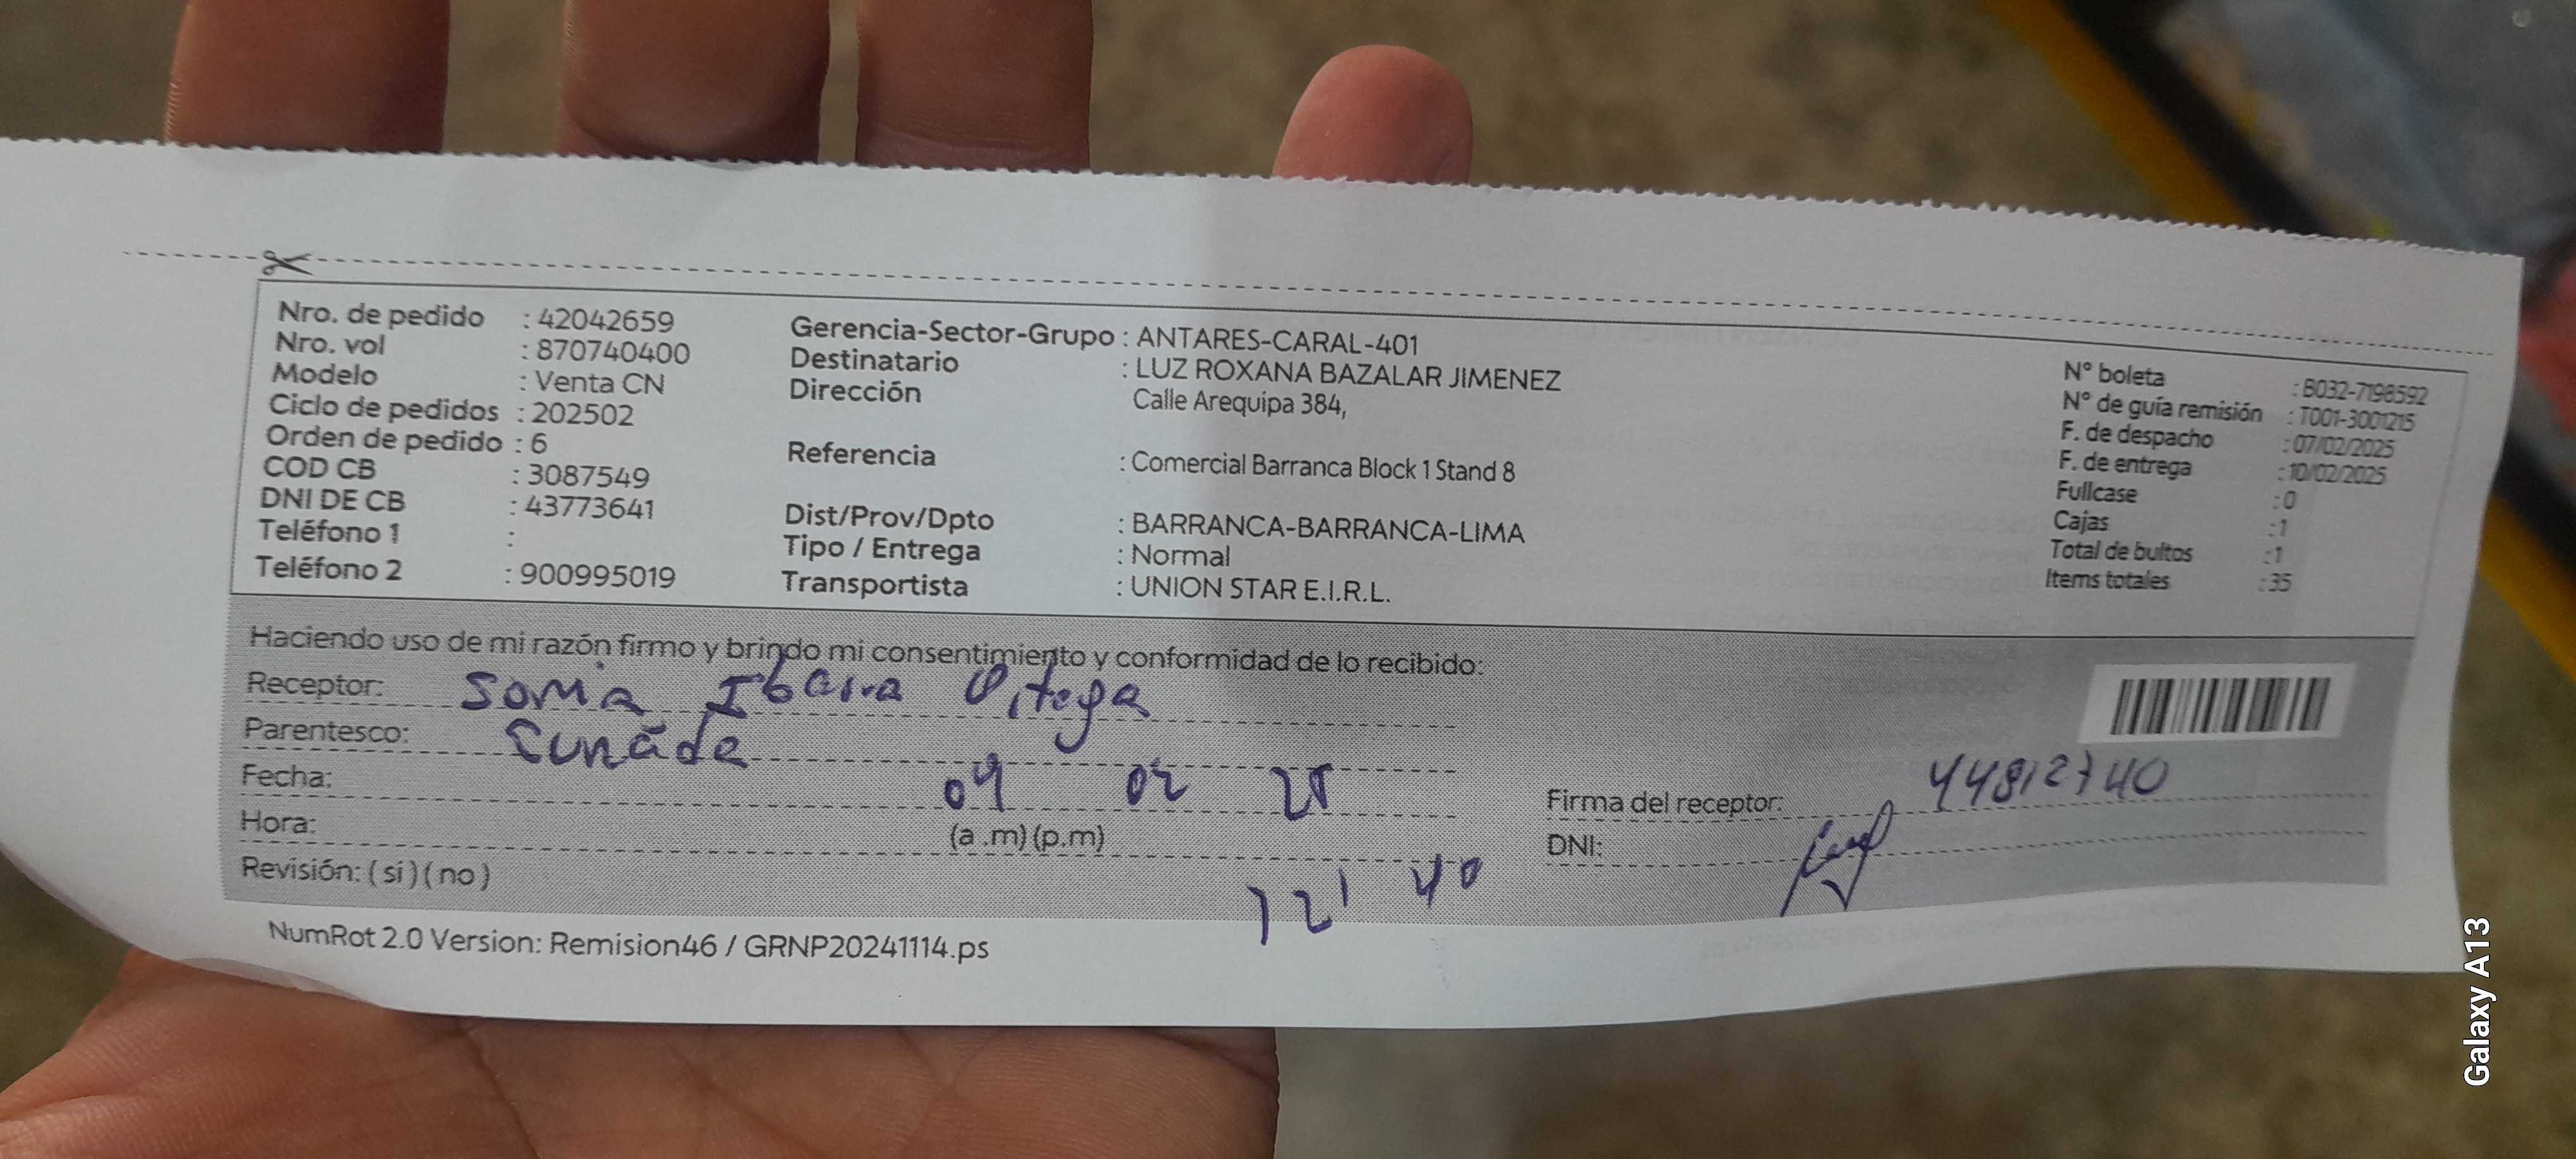 Nro. de pedido : 42042659
Nro. vol : 870740400
Modelo : Venta CN
Ciclo de pedidos : 202502
Orden de pedido : 6
COD CB : 3087549
DNI DE CB : 43773641
Teléfono 1 :
Teléfono 2 : 900995019
Gerencia-Sector-Grupo : ANTARES-CARAL-401
Destinatario : LUZ ROXANA BAZALAR JIMENEZ
Dirección Calle Arequipa 384,
Referencia : Comercial Barranca Block 1 Stand 8
Dist/Prov/Dpto : BARRANCA-BARRANCA-LIMA
Tipo / Entrega : Normal
Transportista : UNION STAR E.I.R.L.
N° boleta : B032-7198592
N° de guía remisión : T001-3001215
F. de despacho : 07/02/2025
F. de entrega : 10/02/2025
Fullcase : 0
Cajas : 1
Total de bultos : 1
Items totales : 35
Haciendo uso de mi razón firmo y brindo mi consentimiento y conformidad de lo recibido:
Receptor: Sonia Ibarra Ortega
Parentesco: Cuñada
Fecha: 09 02 25
Hora: (a .m) (p.m)
Revisión: ( si ) ( no )
12' 40
Firma del receptor: 44812740
DNI:
NumRot 2.0 Version: Remision46 / GRNP20241114.ps
Galaxy A13